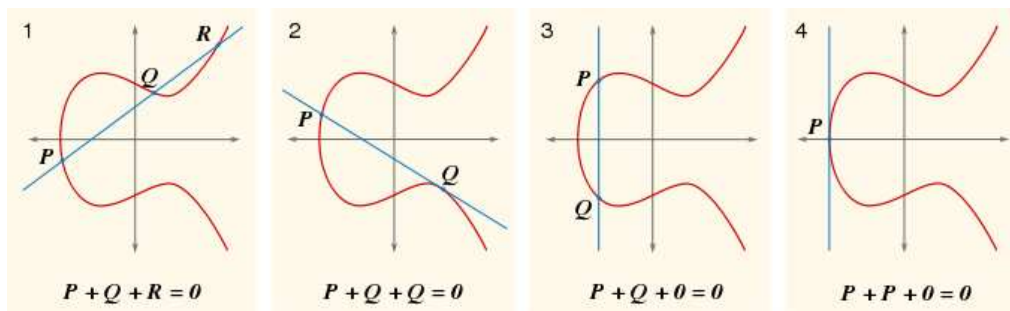 1
R
Q
P
P + Q + R = 0
2
P
Q
P + Q + Q = 0
3
P
Q
P + Q + 0 = 0
4
P
P + P + 0 = 0